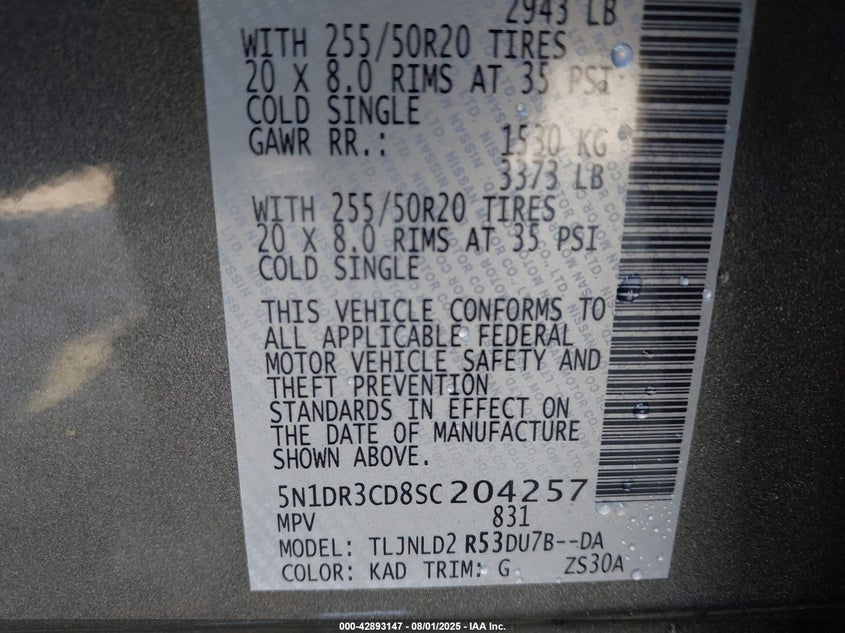 2943 LB
WITH 255/50R20 TIRES
20 X 8.0 RIMS AT 35 PSI
COLD SINGLE
GAWR RR.: 1530 KG
3373 LB
WITH 255/50R20 TIRES
20 X 8.0 RIMS AT 35 PSI
COLD SINGLE
THIS VEHICLE CONFORMS TO
ALL APPLICABLE FEDERAL
MOTOR VEHICLE SAFETY AND
THEFT PREVENTION
STANDARDS IN EFFECT ON
THE DATE OF MANUFACTURE
SHOWN ABOVE.
5N1DR3CD8SC204257
MPV 831
MODEL: TLJNLD2 R53DU7B--DA
COLOR: KAD TRIM: G ZS30A
000-42893147 - 08/01/2025 - IAA Inc.